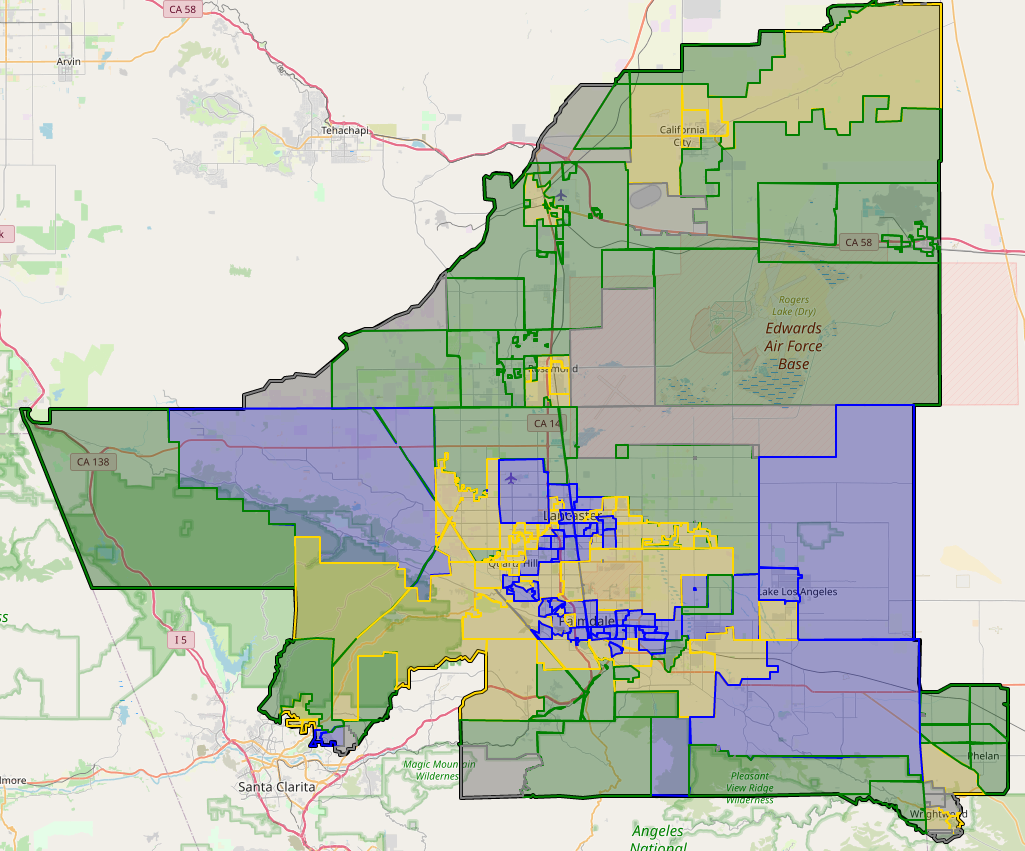 CA 58
Arvin
Tehachapi
California
City
k
CA 58
Rogers
Lake (Dry)
Edwards
Air Force
Base
Rosamond
CA 14
CA 138
Lancaster
Quartz Hill
Lake Los Angeles
Palmdale
I 5
ss
Phelan
Magic Mountain
Wilderness
Pleasant
View Ridge
Wilderness
lmore
Santa Clarita
Wrightwood
Angeles
National